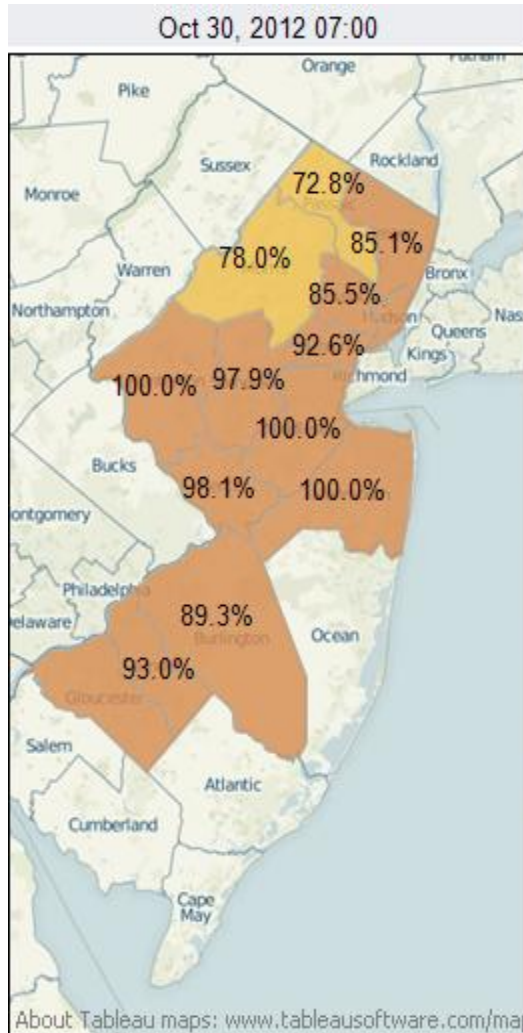 Oct 30, 2012 07:00
Orange
Putnam
Pike
Sussex
Rockland
72.8%
Passaic
Monroe
85.1%
78.0%
Warren
Bronx
85.5%
Northampton
Hudson
Queens
Nas
92.6%
Kings
Richmond
100.0%
97.9%
100.0%
Bucks
98.1%
100.0%
ontgomery
Philadelphia
elaware
89.3%
Burlington
Ocean
93.0%
Gloucester
Salem
Atlantic
Cumberland
Cape
May
About Tableau maps: www.tableausoftware.com/ma